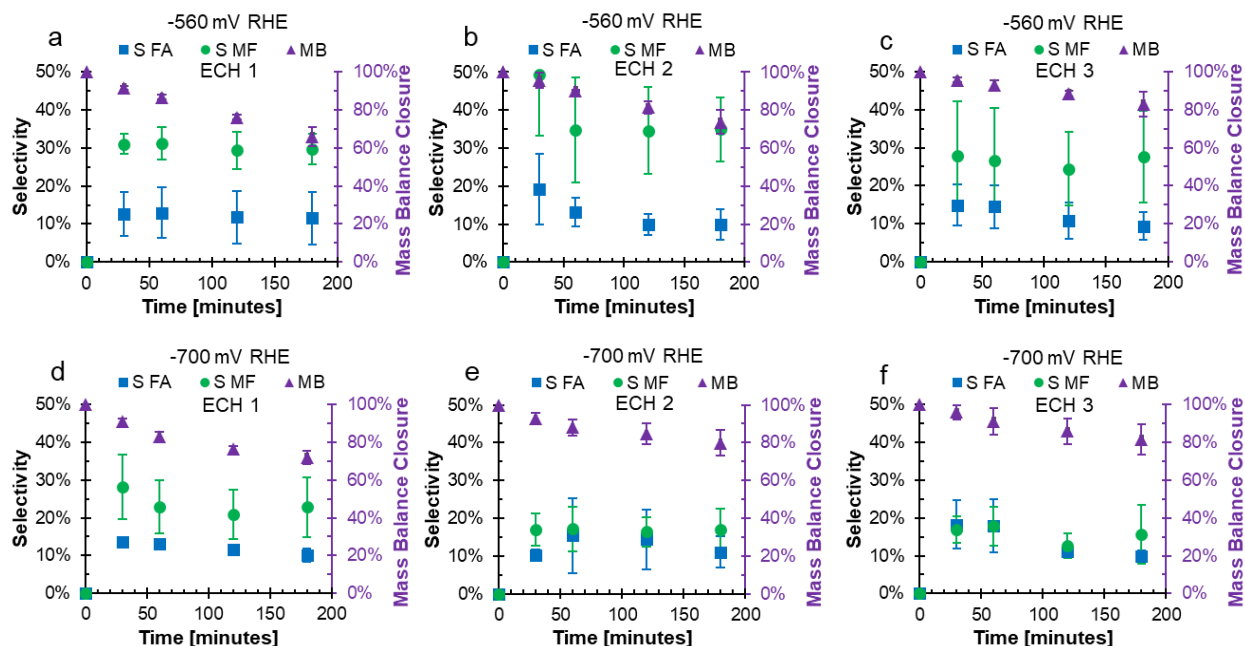 a
-560 mV RHE
S FA S MF MB
ECH 1
50%
40%
30%
20%
10%
0%
100%
80%
60%
40%
20%
0%
0 50 100 150 200
Selectivity
Mass Balance Closure
Time [minutes]
b
-560 mV RHE
S FA S MF MB
ECH 2
50%
40%
30%
20%
10%
0%
100%
80%
60%
40%
20%
0%
0 50 100 150 200
Selectivity
Mass Balance Closure
Time [minutes]
c
-560 mV RHE
S FA S MF MB
ECH 3
50%
40%
30%
20%
10%
0%
100%
80%
60%
40%
20%
0%
0 50 100 150 200
Selectivity
Mass Balance Closure
Time [minutes]
d
-700 mV RHE
S FA S MF MB
ECH 1
50%
40%
30%
20%
10%
0%
100%
80%
60%
40%
20%
0%
0 50 100 150 200
Selectivity
Mass Balance Closure
Time [minutes]
e
-700 mV RHE
S FA S MF MB
ECH 2
50%
40%
30%
20%
10%
0%
100%
80%
60%
40%
20%
0%
0 50 100 150 200
Selectivity
Mass Balance Closure
Time [minutes]
f
-700 mV RHE
S FA S MF MB
ECH 3
50%
40%
30%
20%
10%
0%
100%
80%
60%
40%
20%
0%
0 50 100 150 200
Selectivity
Mass Balance Closure
Time [minutes]